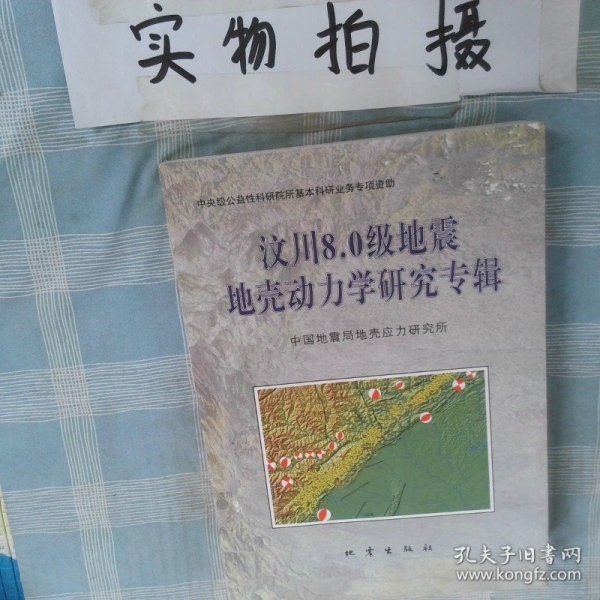 实物拍摄
中央级公益性科研院所基本科研业务专项资助
汶川8.0级地震
地壳动力学研究专辑
中国地震局地壳应力研究所
地震出版社
孔夫子旧书网
www.kongfz.com